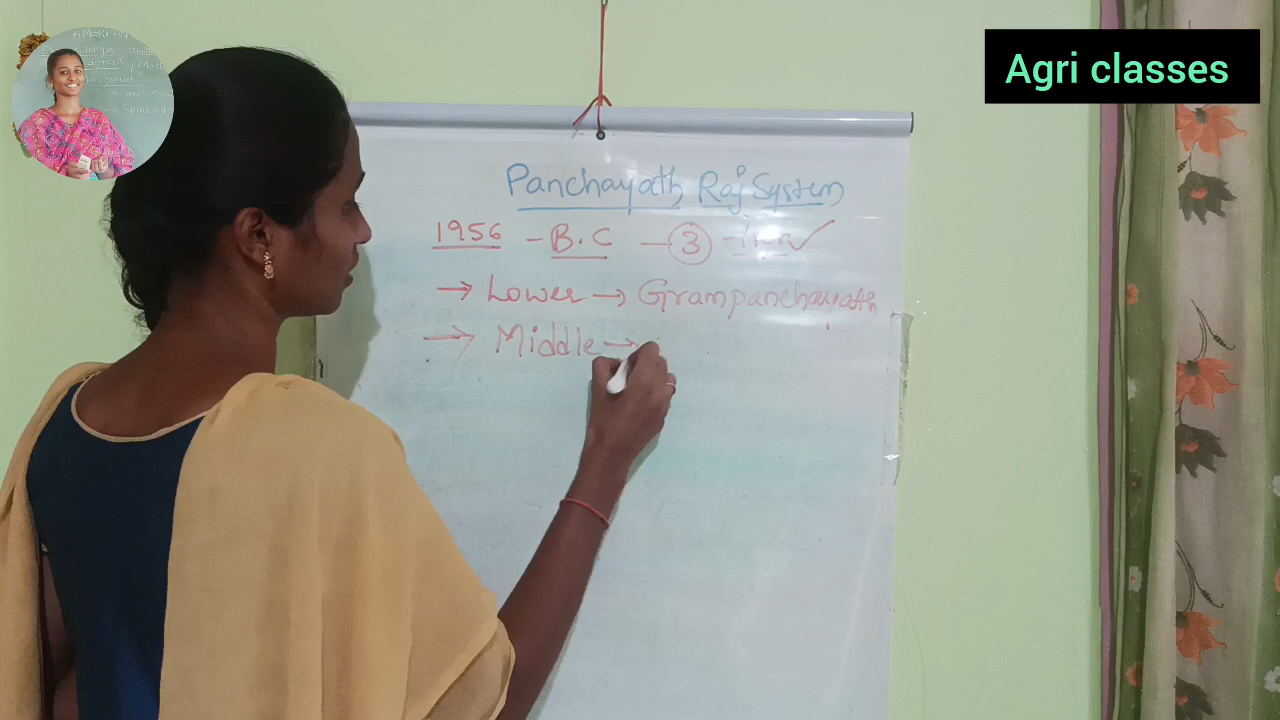 Agri classes
Panchayath Raj System
1956 - B.C - 3 -
→ Lower → Grampanchayath
→ Middle →